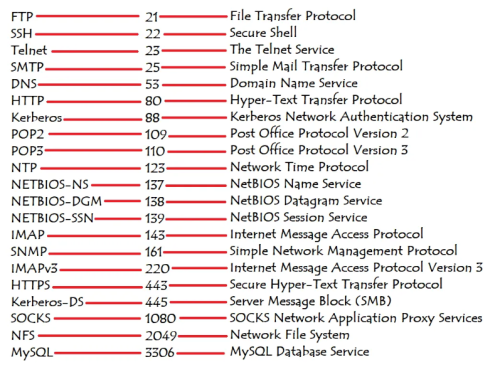 FTP 21 File Transfer Protocol
SSH 22 Secure Shell
Telnet 23 The Telnet Service
SMTP 25 Simple Mail Transfer Protocol
DNS 53 Domain Name Service
HTTP 80 Hyper-Text Transfer Protocol
Kerberos 88 Kerberos Network Authentication System
POP2 109 Post Office Protocol Version 2
POP3 110 Post Office Protocol Version 3
NTP 123 Network Time Protocol
NETBIOS-NS 137 NetBIOS Name Service
NETBIOS-DGM 138 NetBIOS Datagram Service
NETBIOS-SSN 139 NetBIOS Session Service
IMAP 143 Internet Message Access Protocol
SNMP 161 Simple Network Management Protocol
IMAPv3 220 Internet Message Access Protocol Version 3
HTTPS 443 Secure Hyper-Text Transfer Protocol
Kerberos-DS 445 Server Message Block (SMB)
SOCKS 1080 SOCKS Network Application Proxy Services
NFS 2049 Network File System
MySQL 3306 MySQL Database Service